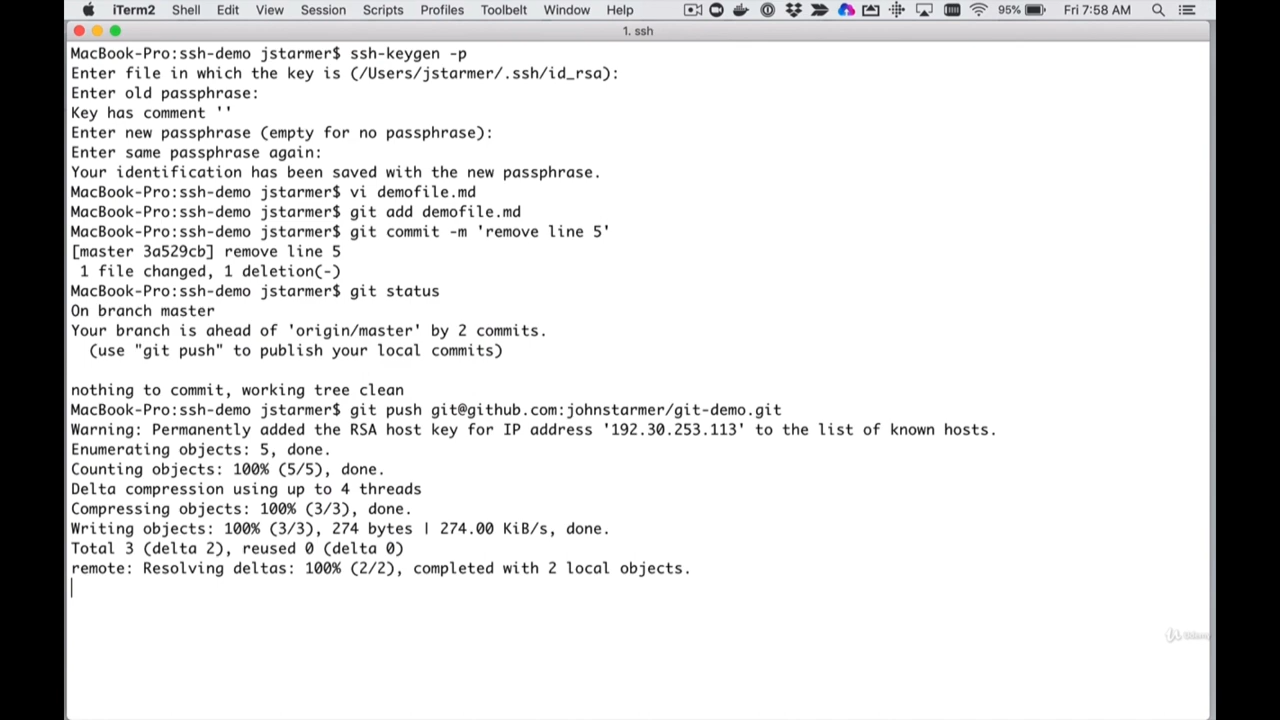 iTerm2 Shell Edit View Session Scripts Profiles Toolbelt Window Help 95% Fri 7:58 AM
1. ssh
MacBook-Pro:ssh-demo jstarmer$ ssh-keygen -p
Enter file in which the key is (/Users/jstarmer/.ssh/id_rsa):
Enter old passphrase:
Key has comment ''
Enter new passphrase (empty for no passphrase):
Enter same passphrase again:
Your identification has been saved with the new passphrase.
MacBook-Pro:ssh-demo jstarmer$ vi demofile.md
MacBook-Pro:ssh-demo jstarmer$ git add demofile.md
MacBook-Pro:ssh-demo jstarmer$ git commit -m 'remove line 5'
[master 3a529cb] remove line 5
 1 file changed, 1 deletion(-)
MacBook-Pro:ssh-demo jstarmer$ git status
On branch master
Your branch is ahead of 'origin/master' by 2 commits.
  (use "git push" to publish your local commits)
nothing to commit, working tree clean
MacBook-Pro:ssh-demo jstarmer$ git push git@github.com:johnstarmer/git-demo.git
Warning: Permanently added the RSA host key for IP address '192.30.253.113' to the list of known hosts.
Enumerating objects: 5, done.
Counting objects: 100% (5/5), done.
Delta compression using up to 4 threads
Compressing objects: 100% (3/3), done.
Writing objects: 100% (3/3), 274 bytes | 274.00 KiB/s, done.
Total 3 (delta 2), reused 0 (delta 0)
remote: Resolving deltas: 100% (2/2), completed with 2 local objects.
Udemy